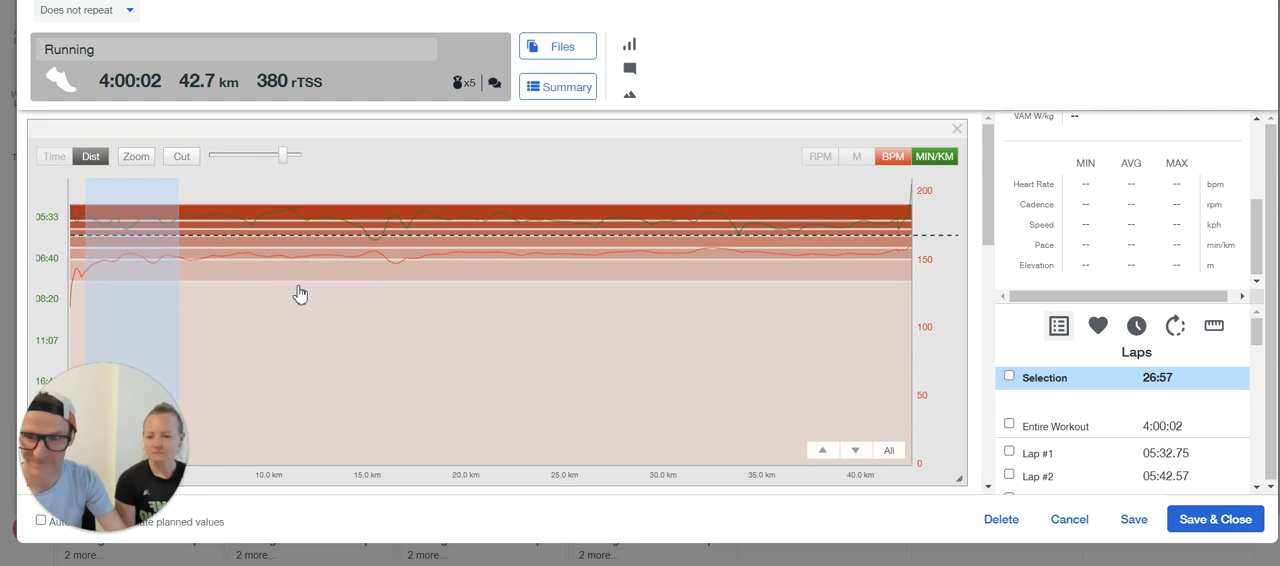 Does not repeat
Running
4:00:02 42.7 km 380 rTSS
x5
Files
Summary
Time Dist Zoom Cut
RPM M BPM MIN/KM
05:33
06:40
08:20
11:07
200
150
100
50
0
10.0 km 15.0 km 20.0 km 25.0 km 30.0 km 35.0 km 40.0 km
All
VAM W/kg --
MIN AVG MAX
Heart Rate -- -- -- bpm
Cadence -- -- -- rpm
Speed -- -- -- kph
Pace -- -- -- min/km
Elevation -- -- -- m
Laps
Selection 26:57
Entire Workout 4:00:02
Lap #1 05:32.75
Lap #2 05:42.57
planned values
Delete Cancel Save Save & Close
2 more... 2 more... 2 more... 2 more...